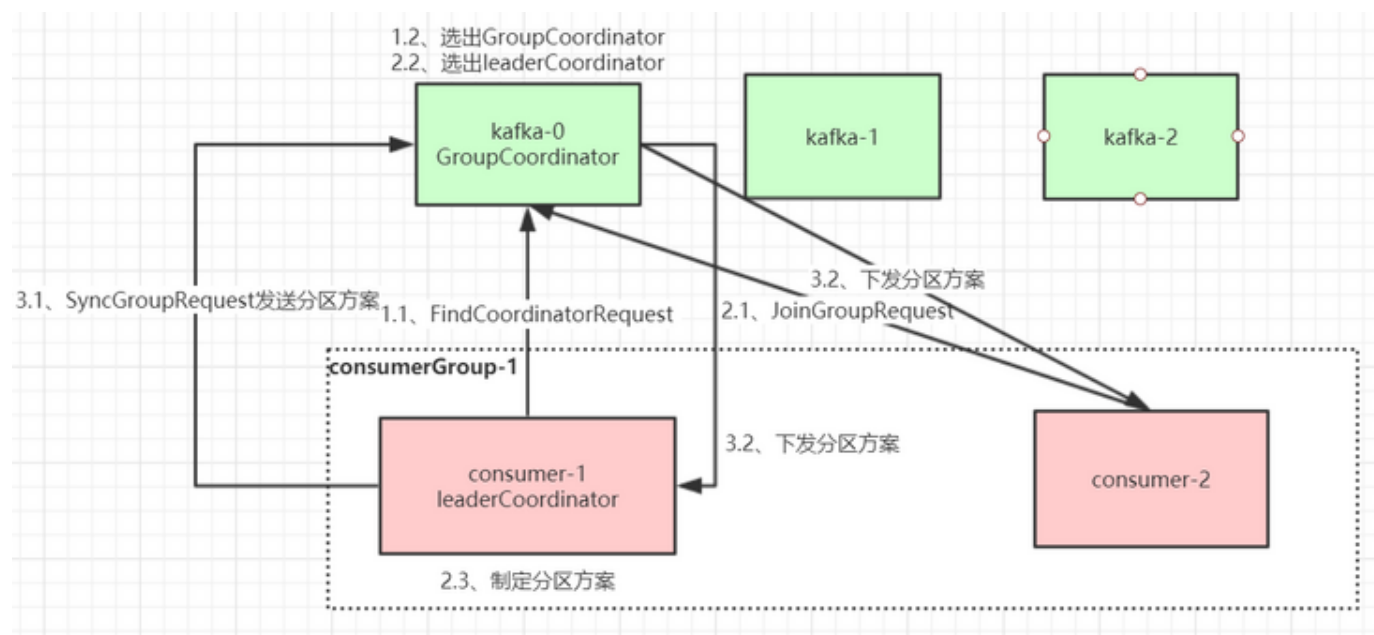 1.2、选出GroupCoordinator
2.2、选出leaderCoordinator
kafka-0
GroupCoordinator
kafka-1
kafka-2
3.2、下发分区方案
3.1、SyncGroupRequest发送分区方案
1.1、FindCoordinatorRequest
2.1、JoinGroupRequest
consumerGroup-1
3.2、下发分区方案
consumer-1
leaderCoordinator
consumer-2
2.3、制定分区方案